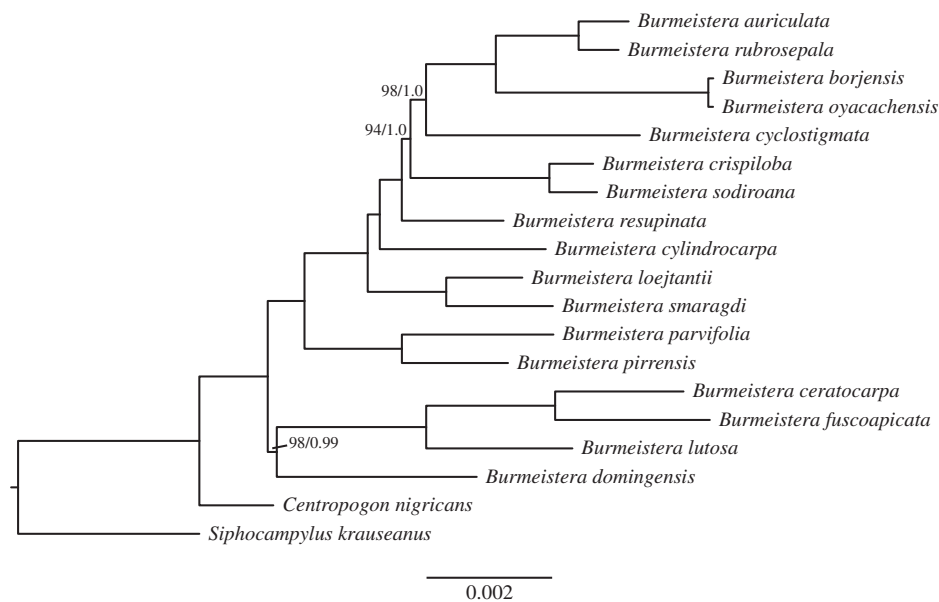 Burmeistera auriculata
Burmeistera rubrosepala
Burmeistera borjensis
98/1.0
Burmeistera oyacachensis
94/1.0
Burmeistera cyclostigmata
Burmeistera crispiloba
Burmeistera sodiroana
Burmeistera resupinata
Burmeistera cylindrocarpa
Burmeistera loejtantii
Burmeistera smaragdi
Burmeistera parvifolia
Burmeistera pirrensis
Burmeistera ceratocarpa
Burmeistera fuscoapicata
98/0.99
Burmeistera lutosa
Burmeistera domingensis
Centropogon nigricans
Siphocampylus krauseanus
0.002